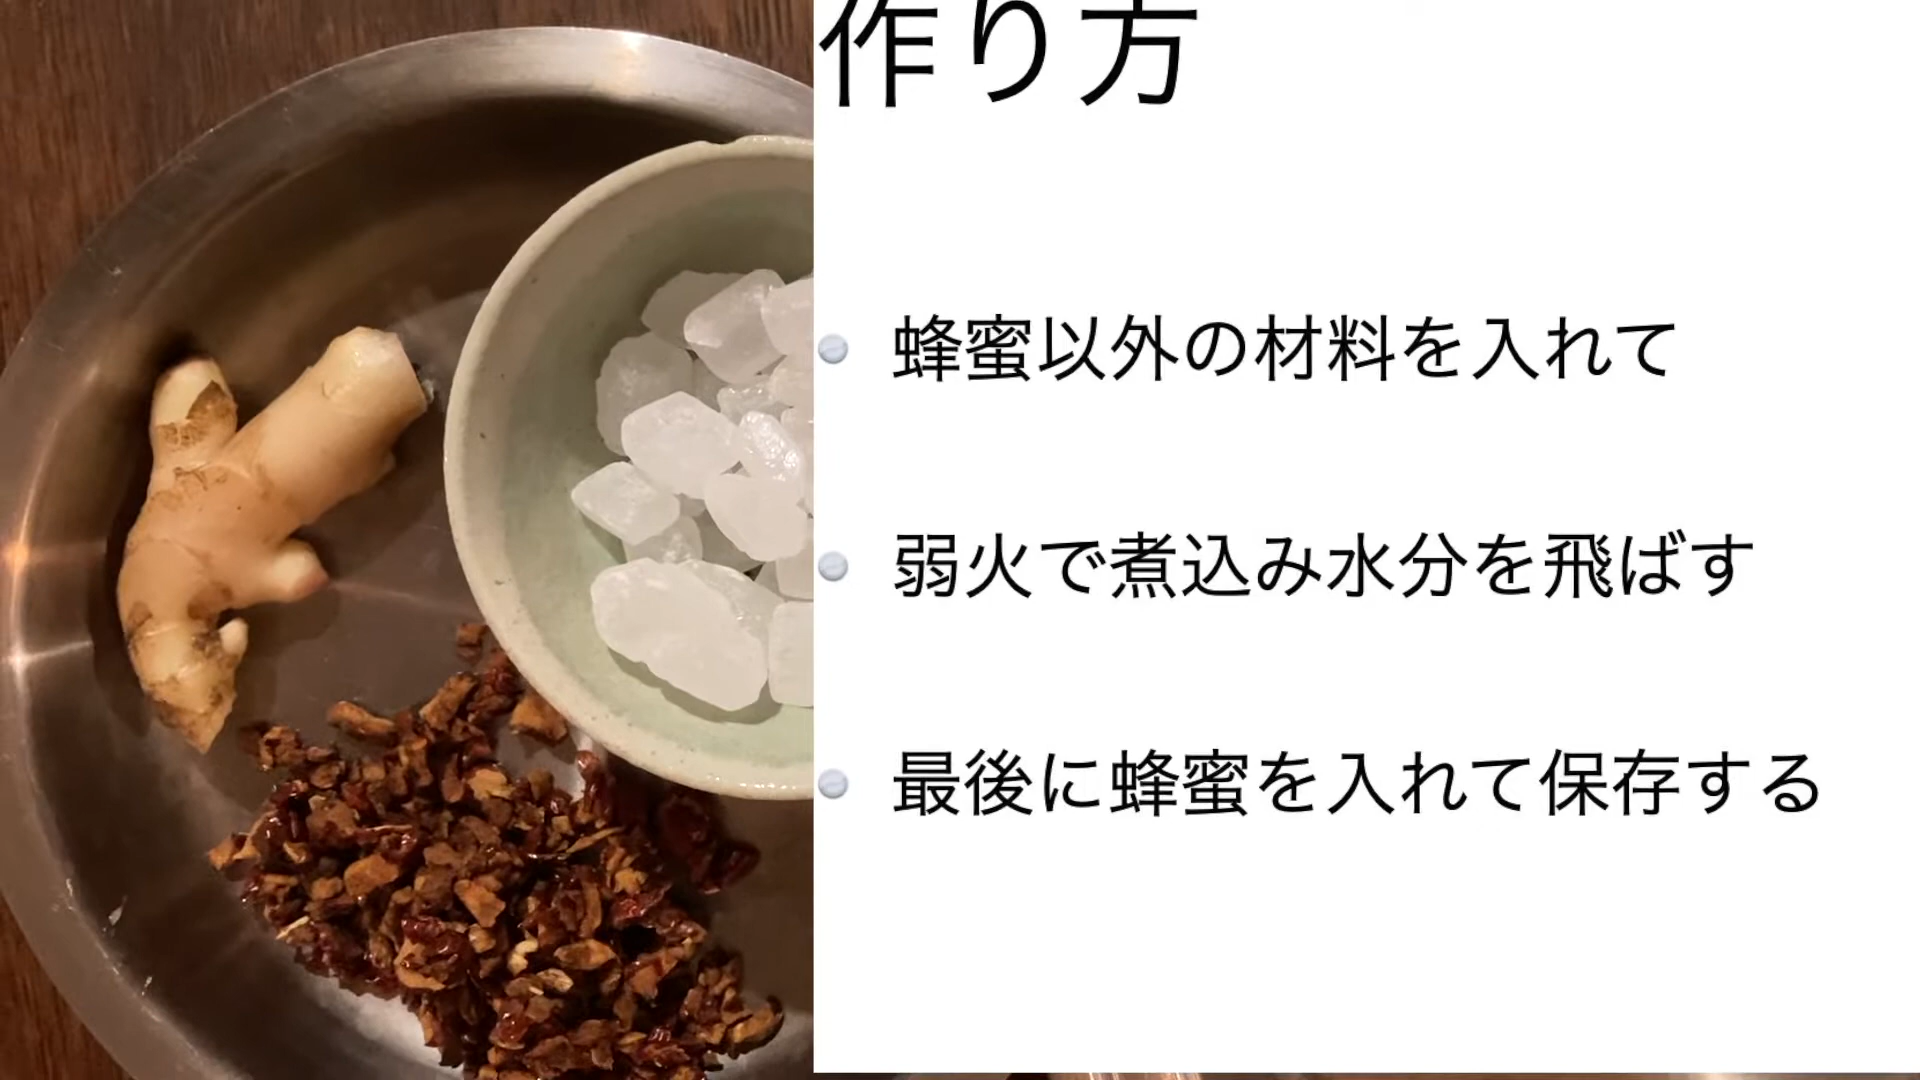 作り方
蜂蜜以外の材料を入れて
弱火で煮込み水分を飛ばす
最後に蜂蜜を入れて保存する